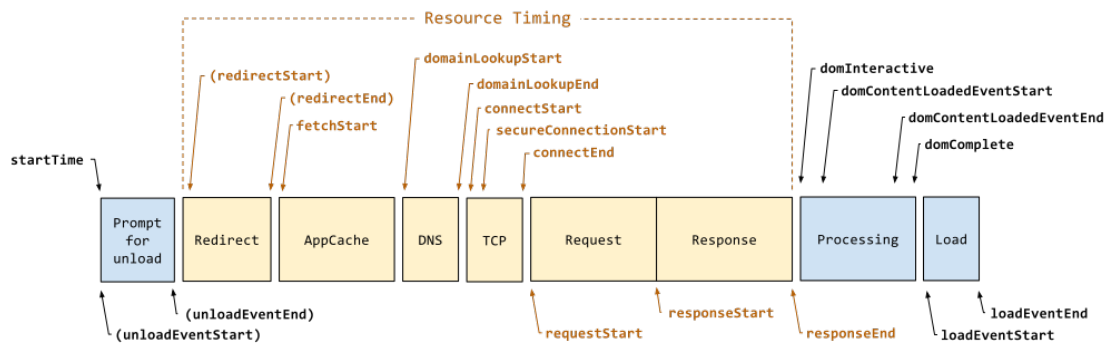 Resource Timing
domainLookupStart
(redirectStart)
domInteractive
domainLookupEnd
domContentLoadedEventStart
(redirectEnd)
connectStart
domContentLoadedEventEnd
fetchStart
secureConnectionStart
domComplete
connectEnd
startTime
Prompt
for
unload
Redirect
AppCache
DNS
TCP
Request
Response
Processing
Load
(unloadEventEnd)
responseStart
loadEventEnd
(unloadEventStart)
requestStart
responseEnd
loadEventStart